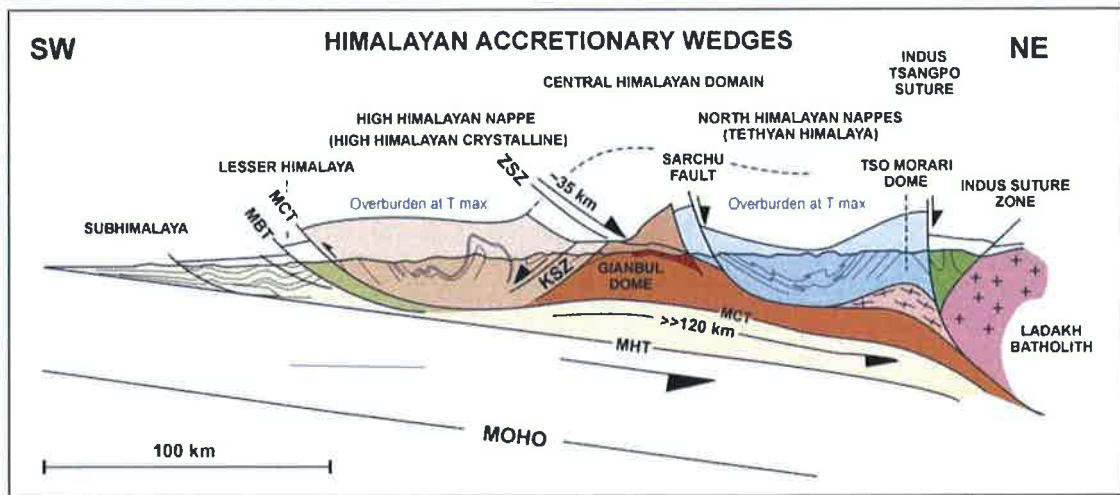 SW
HIMALAYAN ACCRETIONARY WEDGES
NE
INDUS
TSANGPO
SUTURE
CENTRAL HIMALAYAN DOMAIN
HIGH HIMALAYAN NAPPE
(HIGH HIMALAYAN CRYSTALLINE)
NORTH HIMALAYAN NAPPES
(TETHYAN HIMALAYA)
LESSER HIMALAYA
ZSZ
~35 km
SARCHU
FAULT
TSO MORARI
DOME
INDUS SUTURE
ZONE
MCT
MBT
Overburden at T max
Overburden at T max
SUBHIMALAYA
KSZ
GIANBUL
DOME
MCT
>>120 km
MHT
LADAKH
BATHOLITH
MOHO
100 km